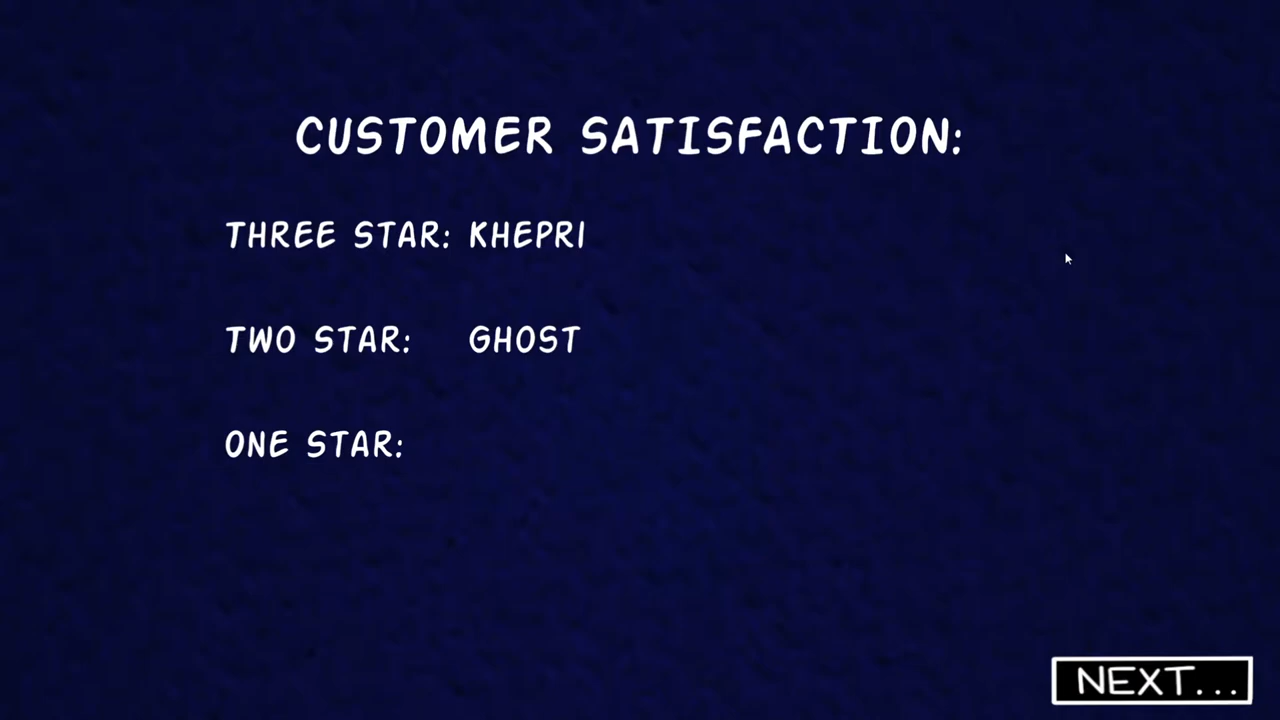 CUSTOMER SATISFACTION:
THREE STAR: KHEPRI
TWO STAR: GHOST
ONE STAR:
NEXT...